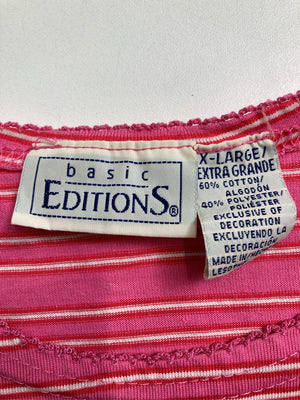 basic
EDITIONS®
X-LARGE/
EXTRA GRANDE
60% COTTON/
ALGODÓN
40% POLYESTER/
POLIÉSTER
EXCLUSIVE OF
DECORATION
EXCLUYENDO LA
DECORACIÓN
MADE IN/